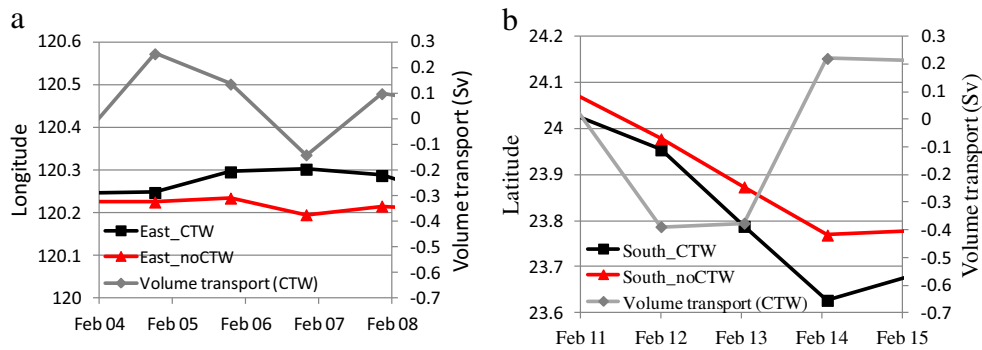 a
120.6
120.5
120.4
120.3
120.2
120.1
120
Longitude
0.3
0.2
0.1
0
-0.1
-0.2
-0.3
-0.4
-0.5
-0.6
-0.7
Volume transport (Sv)
East_CTW
East_noCTW
Volume transport (CTW)
Feb 04 Feb 05 Feb 06 Feb 07 Feb 08
b
24.2
24.1
24
23.9
23.8
23.7
23.6
Latitude
0.3
0.2
0.1
0
-0.1
-0.2
-0.3
-0.4
-0.5
-0.6
-0.7
Volume transport (Sv)
South_CTW
South_noCTW
Volume transport (CTW)
Feb 11 Feb 12 Feb 13 Feb 14 Feb 15